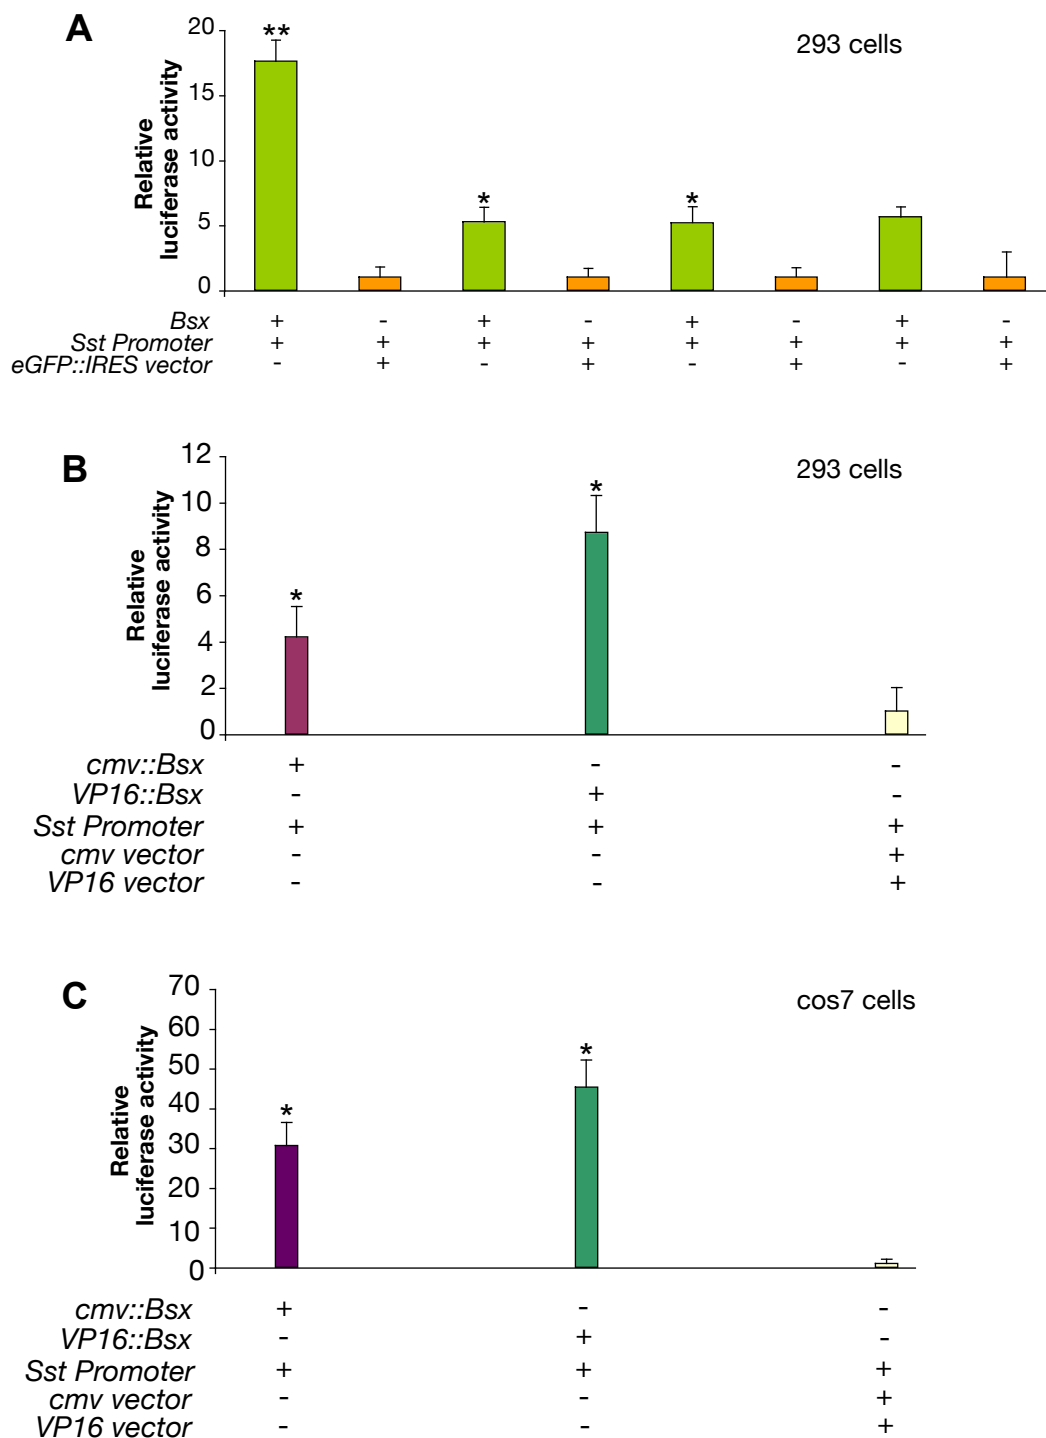 A
293 cells
Relative
luciferase activity
20
**
15
10
5
*
*
0
Bsx + - + - + - + -
Sst Promoter + + + + + + + +
eGFP::IRES vector - + - + - + - +
B
293 cells
Relative
luciferase activity
12
10
*
8
6
*
4
2
0
cmv::Bsx + - -
VP16::Bsx - + -
Sst Promoter + + +
cmv vector - - +
VP16 vector - - +
C
cos7 cells
Relative
luciferase activity
70
60
*
50
40
*
30
20
10
0
cmv::Bsx + - -
VP16::Bsx - + -
Sst Promoter + + +
cmv vector - - +
VP16 vector - - +